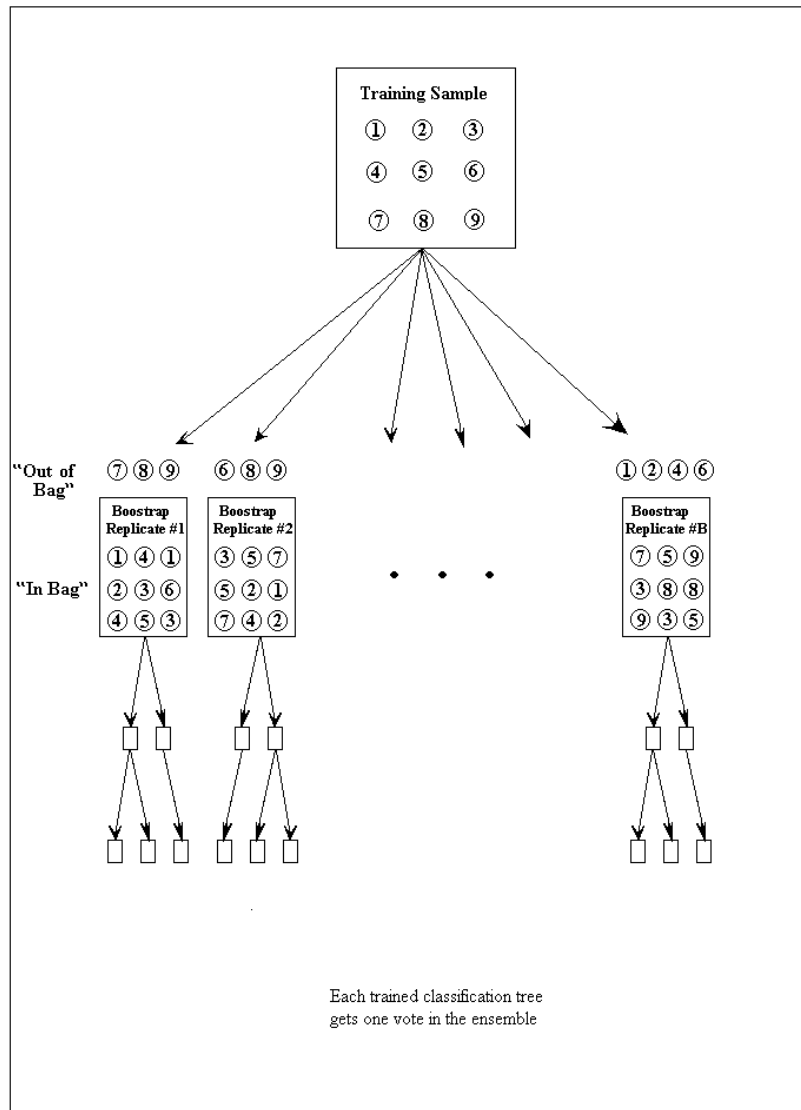 Training Sample
1 2 3
4 5 6
7 8 9
"Out of
Bag"
7 8 9
6 8 9
1 2 4 6
"In Bag"
Boostrap
Replicate #1
1 4 1
2 3 6
4 5 3
Boostrap
Replicate #2
3 5 7
5 2 1
7 4 2
. . .
Boostrap
Replicate #B
7 5 9
3 8 8
9 3 5
Each trained classification tree
gets one vote in the ensemble